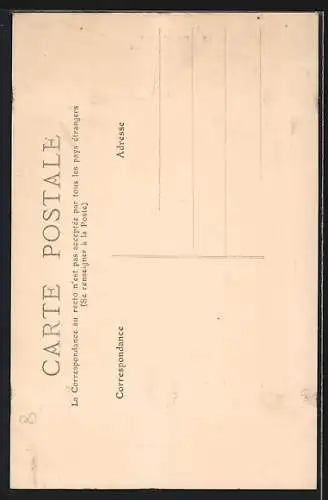 CARTE POSTALE
La Correspondance au recto n'est pas acceptée par tous les pays étrangers
(Se renseigner à la Poste)
Correspondance
Adresse
8